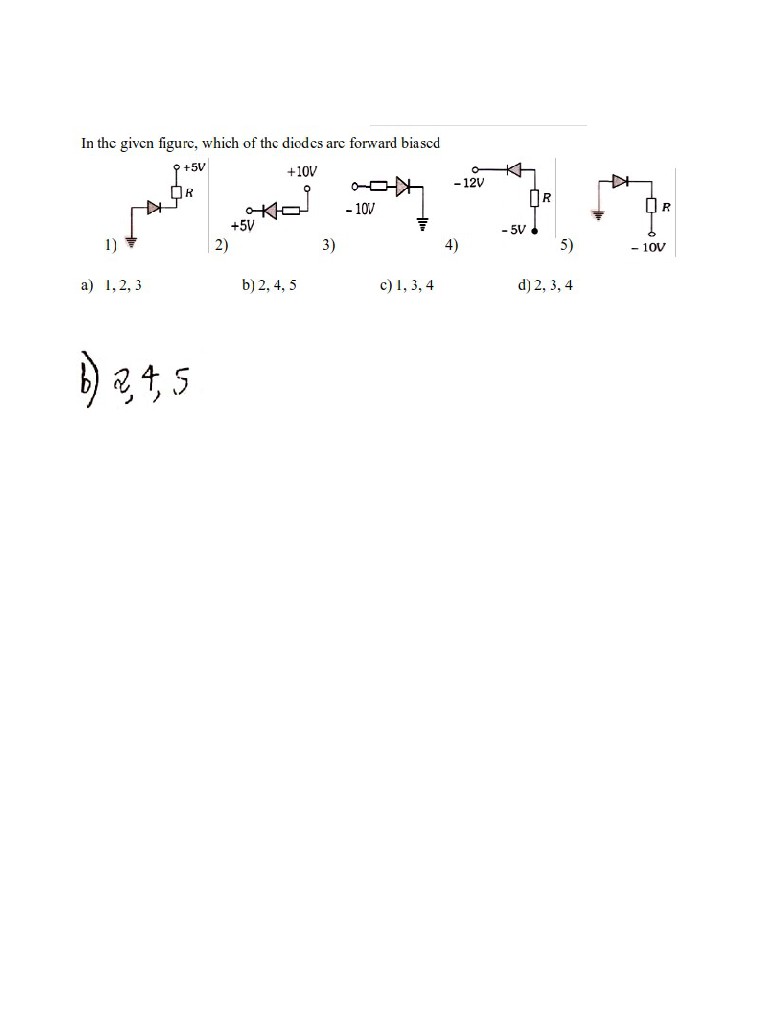 In the given figure, which of the diodes are forward biased
+5V
R
1)
+10V
+5V
2)
- 10V
3)
- 12V
R
- 5V
4)
R
- 10V
5)
a) 1, 2, 3 b) 2, 4, 5 c) 1, 3, 4 d) 2, 3, 4
b) 2, 4, 5